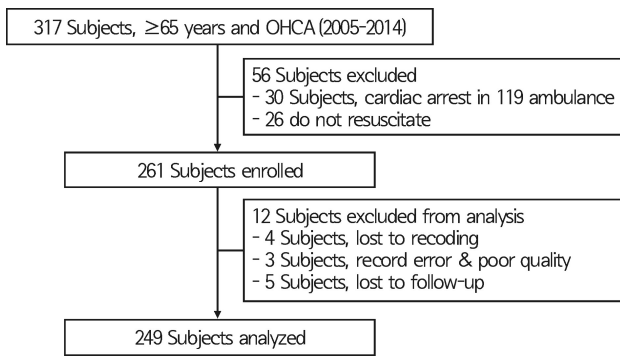 317 Subjects, ≥65 years and OHCA (2005-2014)
56 Subjects excluded
- 30 Subjects, cardiac arrest in 119 ambulance
- 26 do not resuscitate
261 Subjects enrolled
12 Subjects excluded from analysis
- 4 Subjects, lost to recoding
- 3 Subjects, record error & poor quality
- 5 Subjects, lost to follow-up
249 Subjects analyzed